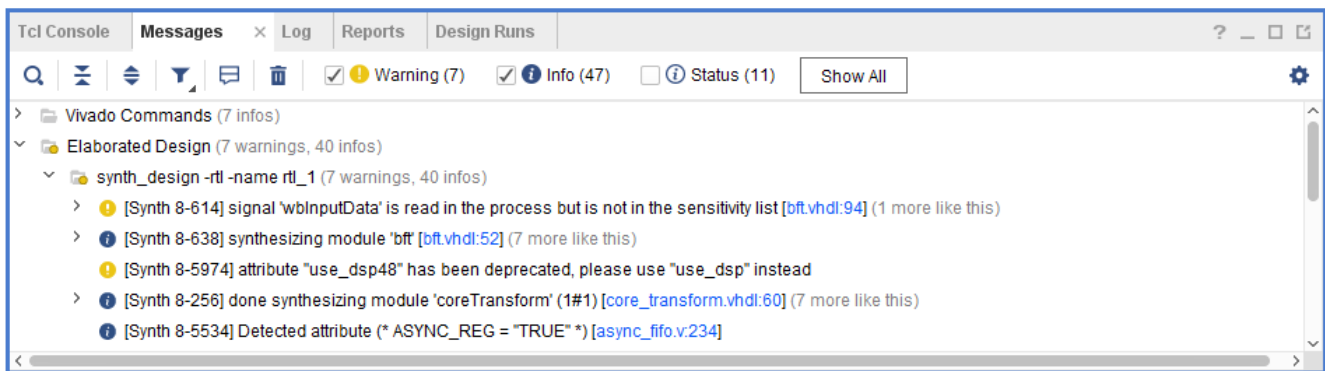 Tcl Console Messages × Log Reports Design Runs ?
Warning (7) Info (47) Status (11) Show All
Vivado Commands (7 infos)
Elaborated Design (7 warnings, 40 infos)
synth_design -rtl -name rtl_1 (7 warnings, 40 infos)
[Synth 8-614] signal 'wbInputData' is read in the process but is not in the sensitivity list [bft.vhdl:94] (1 more like this)
[Synth 8-638] synthesizing module 'bft' [bft.vhdl:52] (7 more like this)
[Synth 8-5974] attribute "use_dsp48" has been deprecated, please use "use_dsp" instead
[Synth 8-256] done synthesizing module 'coreTransform' (1#1) [core_transform.vhdl:60] (7 more like this)
[Synth 8-5534] Detected attribute (* ASYNC_REG = "TRUE" *) [async_fifo.v:234]